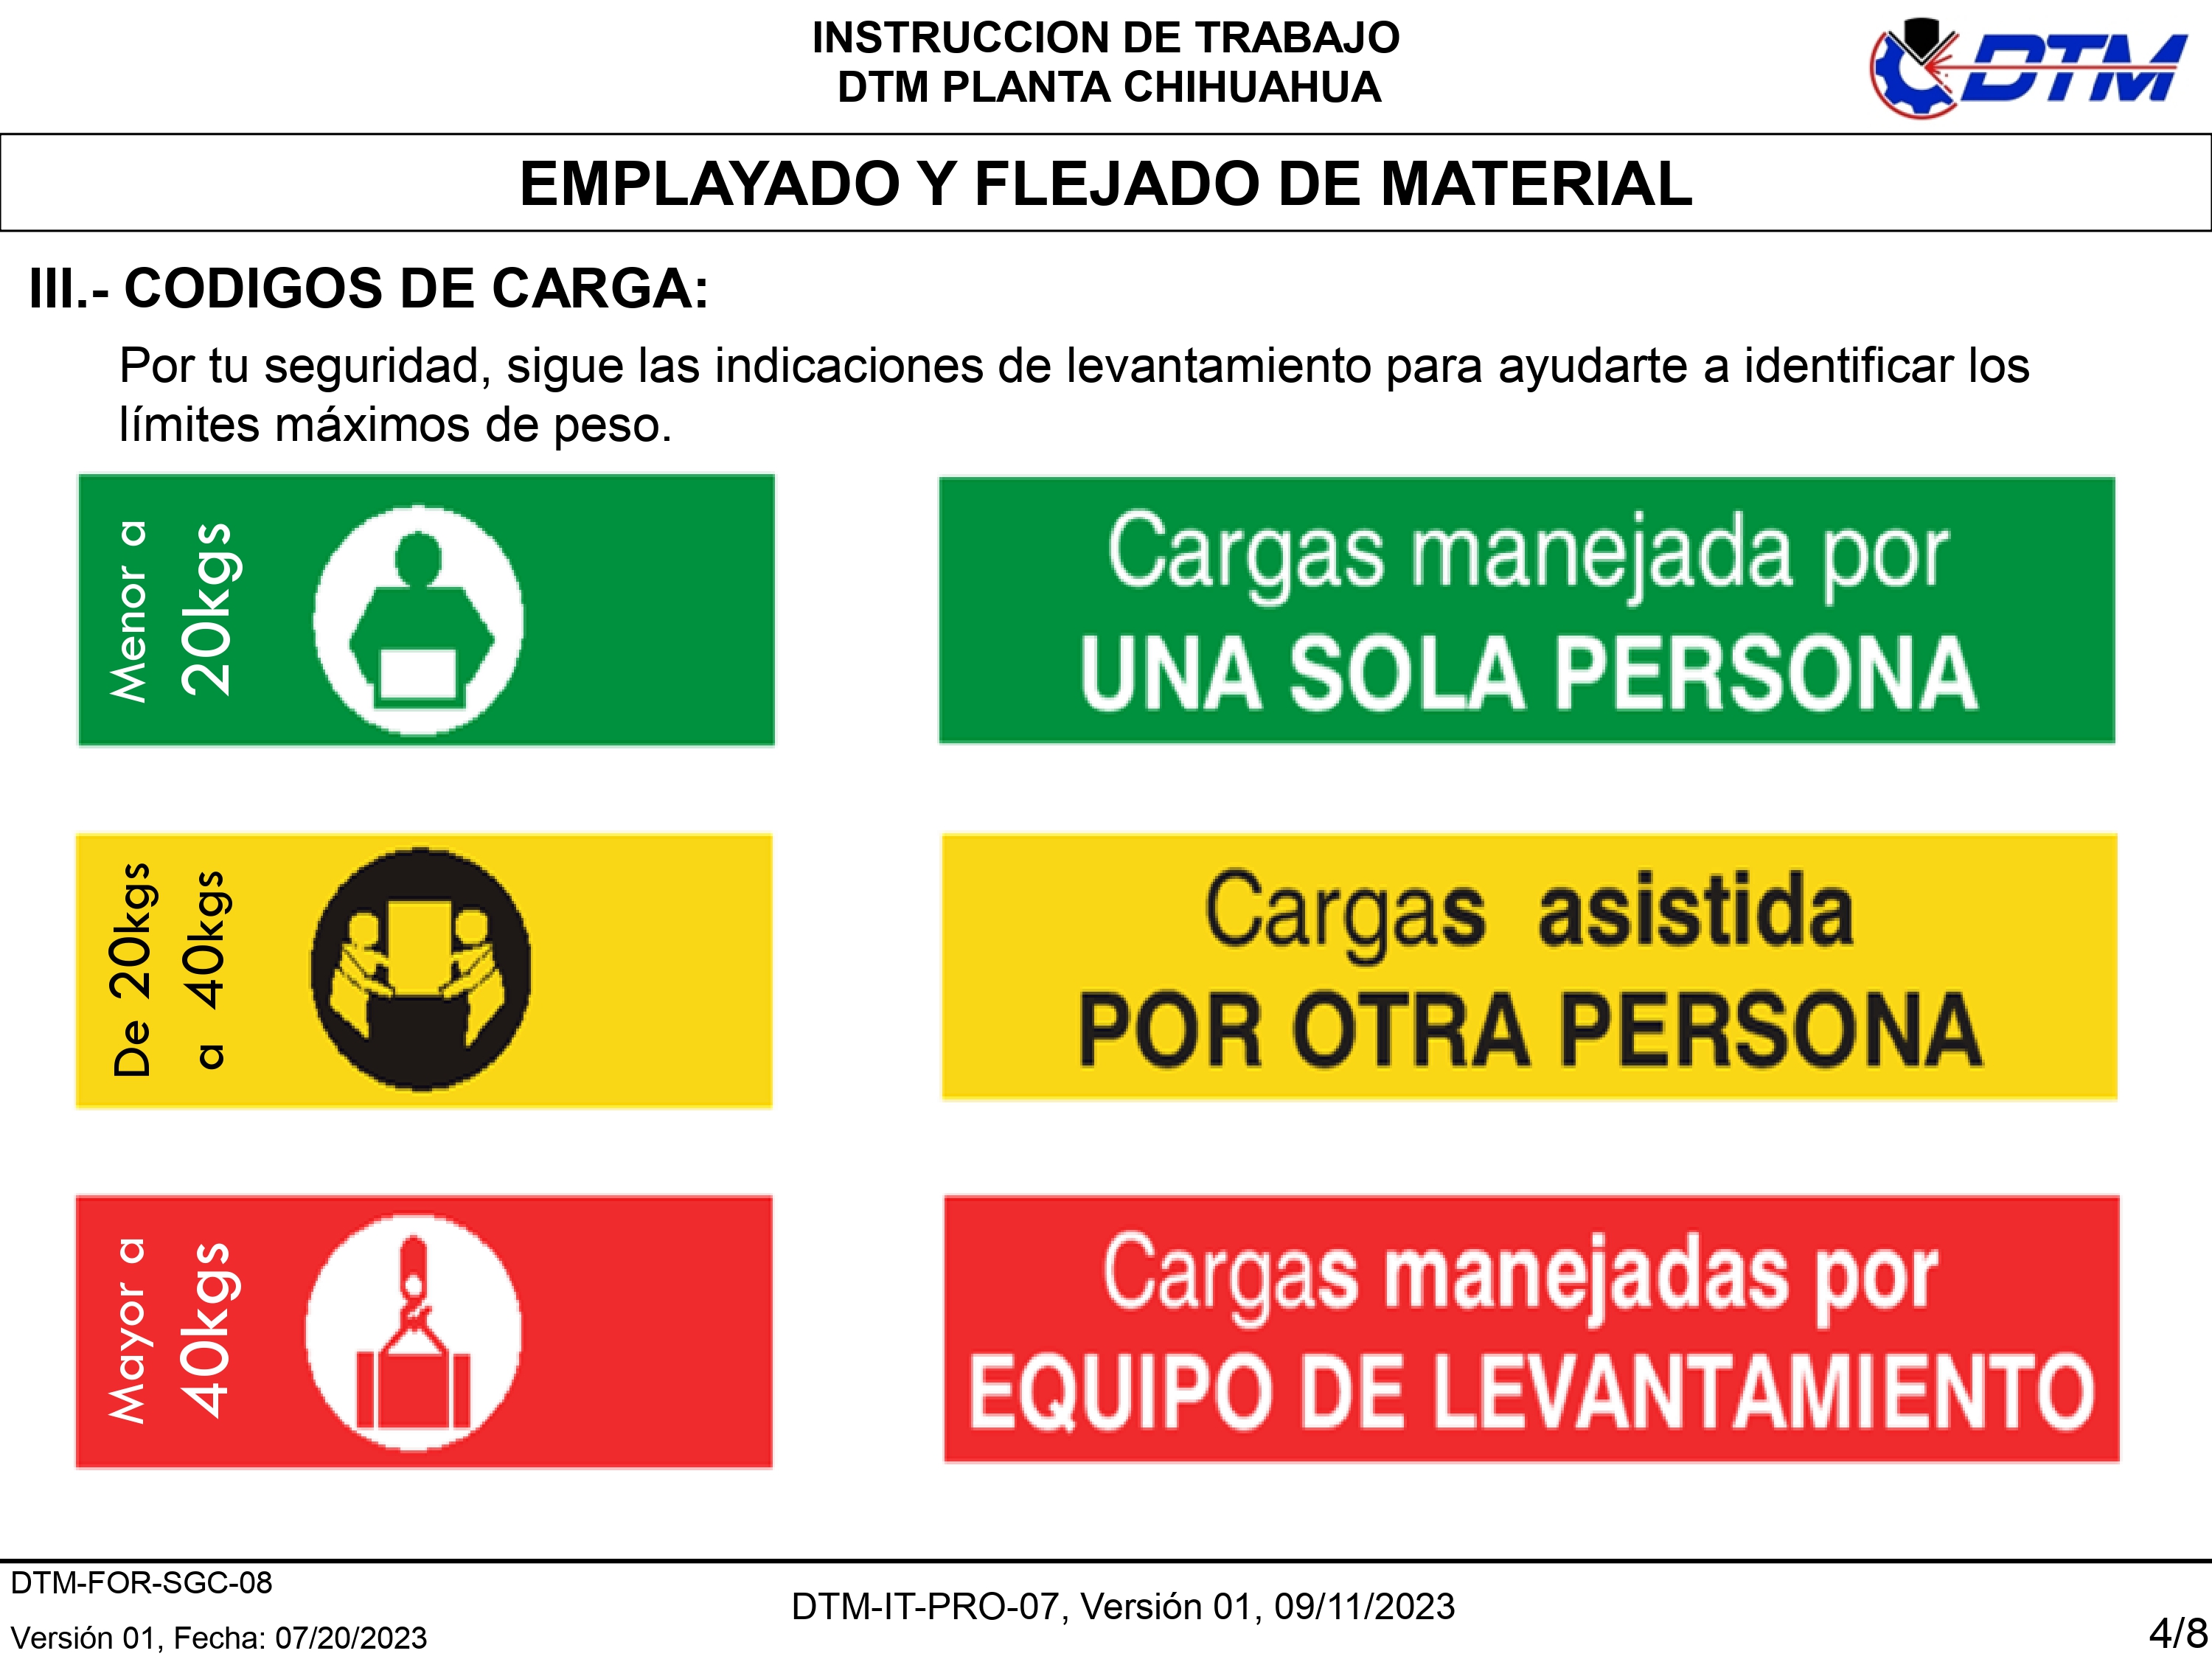 INSTRUCCION DE TRABAJO
DTM PLANTA CHIHUAHUA
DTM
EMPLAYADO Y FLEJADO DE MATERIAL
III.- CODIGOS DE CARGA:
Por tu seguridad, sigue las indicaciones de levantamiento para ayudarte a identificar los
límites máximos de peso.
Menor a
20kgs
Cargas manejada por
UNA SOLA PERSONA
De 20kgs
a 40kgs
Cargas asistida
POR OTRA PERSONA
Mayor a
40kgs
Cargas manejadas por
EQUIPO DE LEVANTAMIENTO
DTM-FOR-SGC-08
Versión 01, Fecha: 07/20/2023
DTM-IT-PRO-07, Versión 01, 09/11/2023
4/8